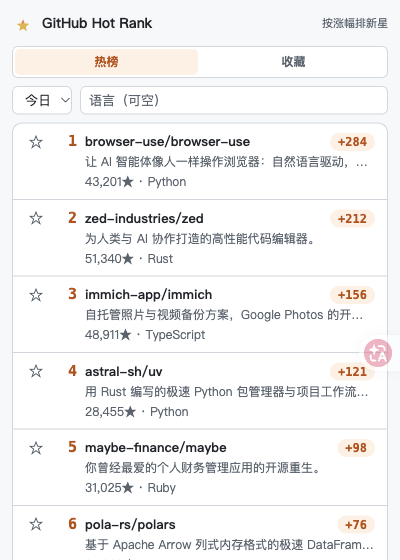 GitHub Hot Rank
按涨幅排新星
热榜
收藏
今日
语言（可空）
1 browser-use/browser-use +284
让 AI 智能体像人一样操作浏览器：自然语言驱动，…
43,201★ · Python
2 zed-industries/zed +212
为人类与 AI 协作打造的高性能代码编辑器。
51,340★ · Rust
3 immich-app/immich +156
自托管照片与视频备份方案，Google Photos 的开…
48,911★ · TypeScript
4 astral-sh/uv +121
用 Rust 编写的极速 Python 包管理器与项目工作流…
28,455★ · Python
5 maybe-finance/maybe +98
你曾经最爱的个人财务管理应用的开源重生。
31,025★ · Ruby
6 pola-rs/polars +76
基于 Apache Arrow 列式内存格式的极速 DataFram…